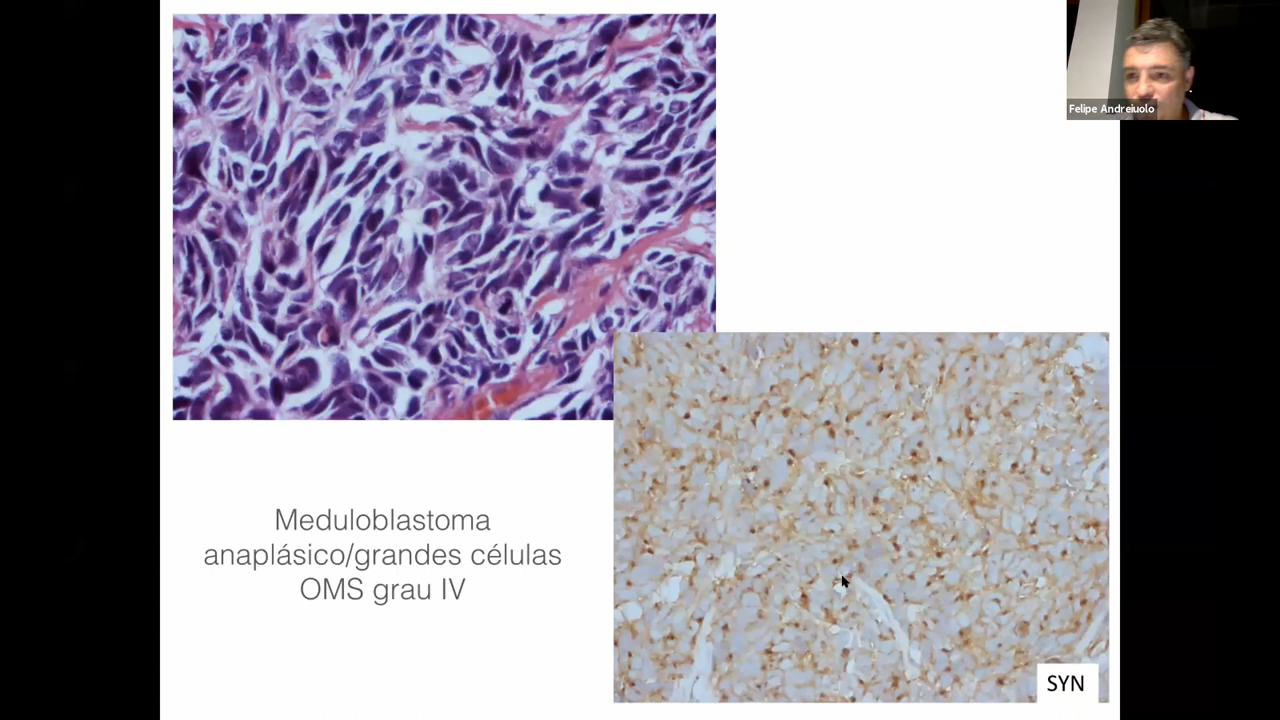 Felipe Andreiuolo
Meduloblastoma
anaplásico/grandes células
OMS grau IV
SYN